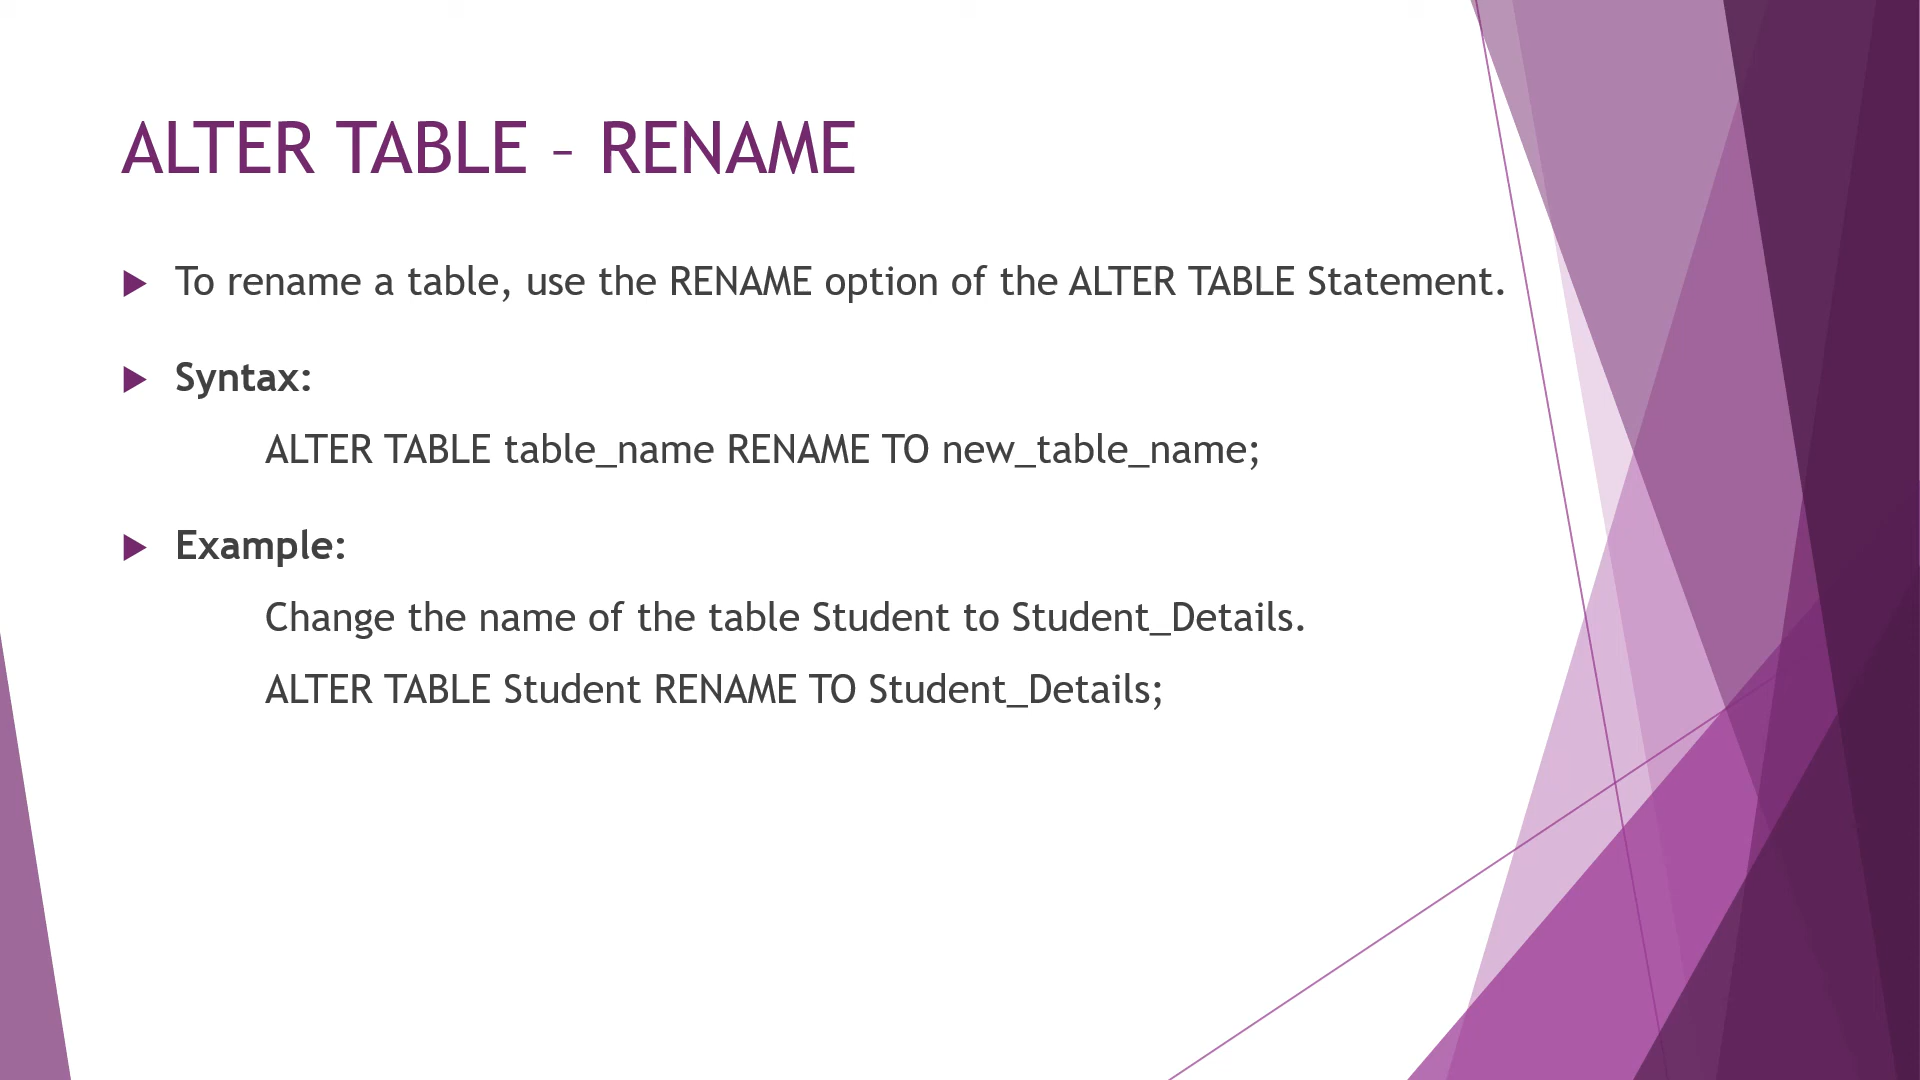 ALTER TABLE – RENAME
To rename a table, use the RENAME option of the ALTER TABLE Statement.
Syntax:
ALTER TABLE table_name RENAME TO new_table_name;
Example:
Change the name of the table Student to Student_Details.
ALTER TABLE Student RENAME TO Student_Details;